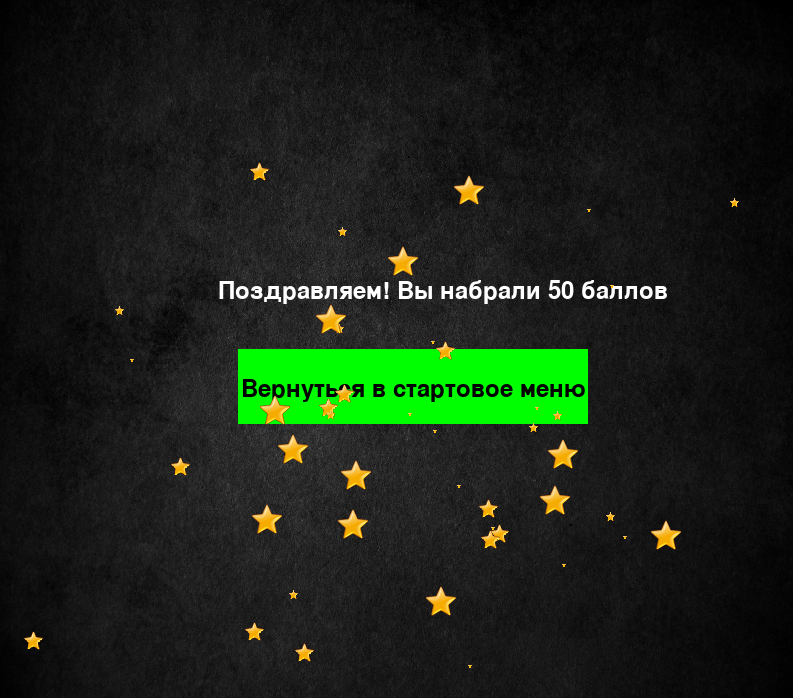 Поздравляем! Вы набрали 50 баллов
Вернуться в стартовое меню